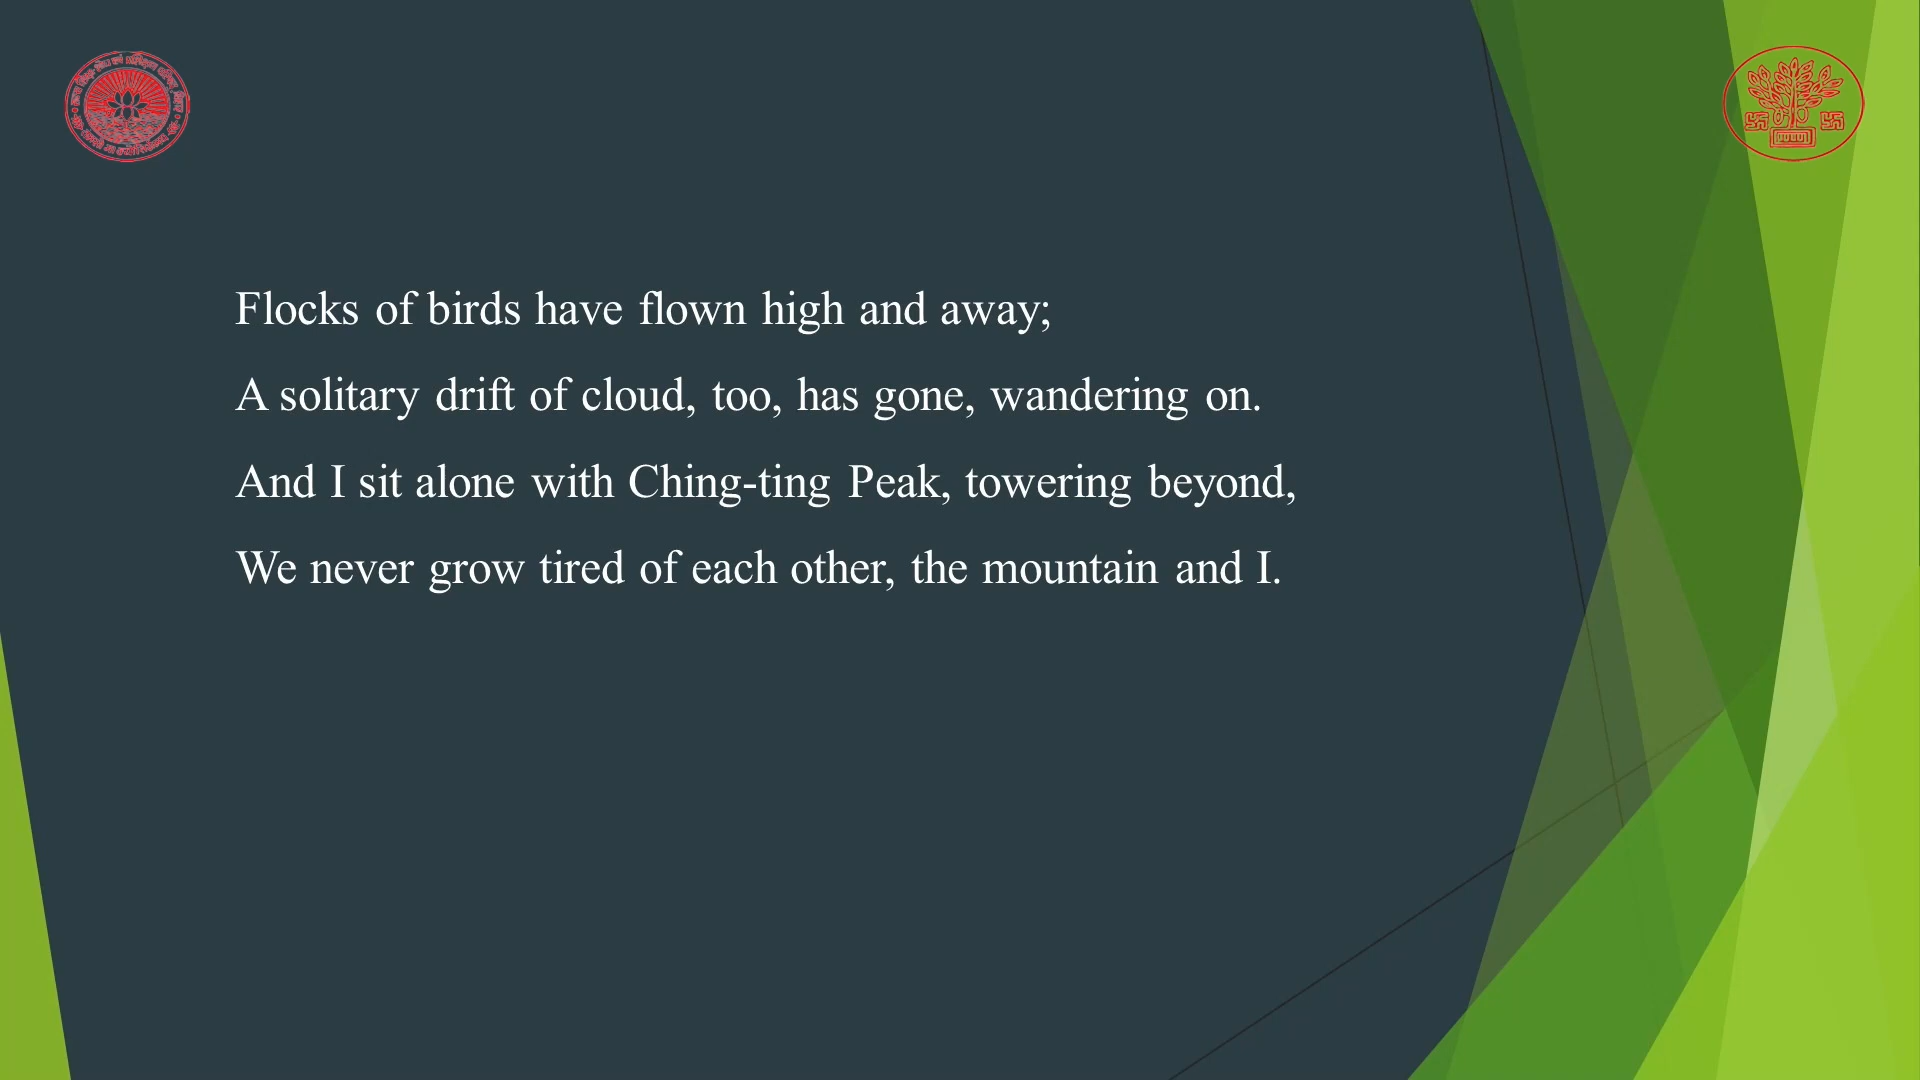 Flocks of birds have flown high and away;
A solitary drift of cloud, too, has gone, wandering on.
And I sit alone with Ching-ting Peak, towering beyond,
We never grow tired of each other, the mountain and I.